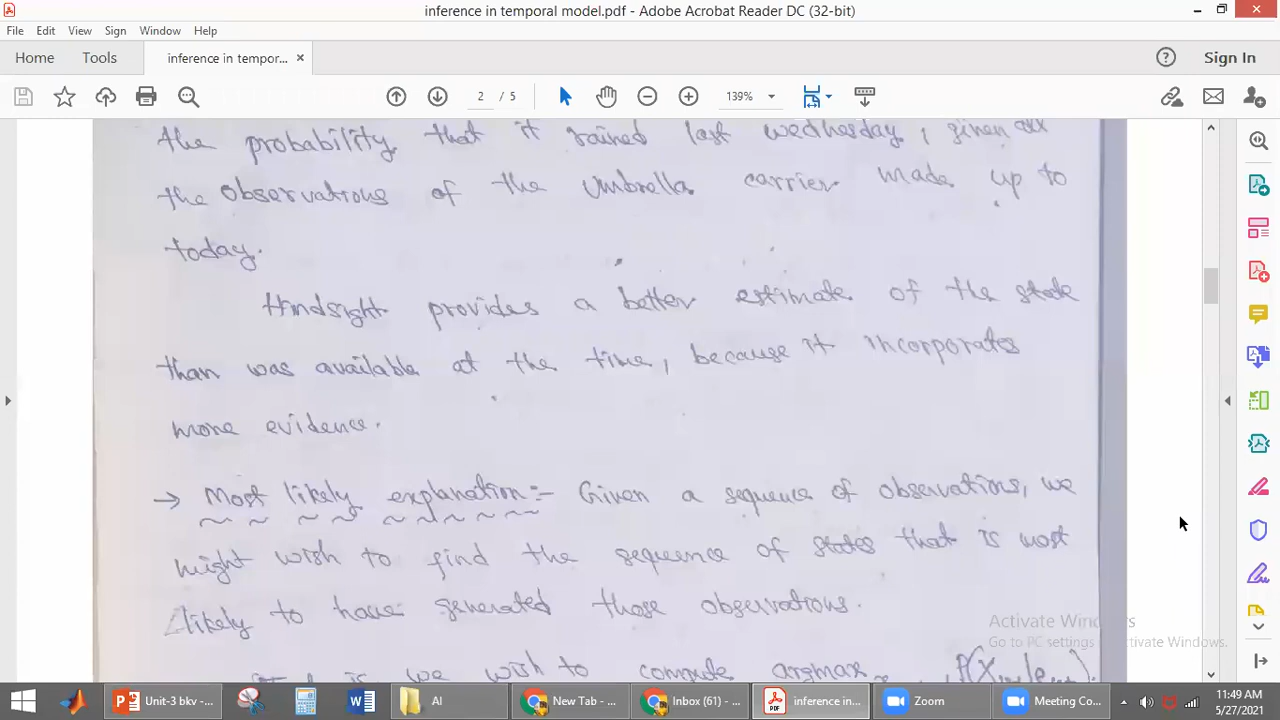 inference in temporal model.pdf - Adobe Acrobat Reader DC (32-bit)
File Edit View Sign Window Help
Home Tools inference in tempor... × Sign In
2 / 5 139%
the probability that it rained last wednesday, given all
the observations of the umbrella carrier made up to
today.
Hindsight provides a better estimate of the state
than was available at the time, because it incorporates
more evidence.
→ Most likely explanation:- Given a sequence of observations, we
might wish to find the sequence of states that is most
likely to have generated those observations.
we wish to compute argmax
Activate Windows
Go to PC settings to activate Windows.
Unit-3 bkv - ... AI New Tab - ... Inbox (61) - ... inference in... Zoom Meeting Co...
11:49 AM
5/27/2021